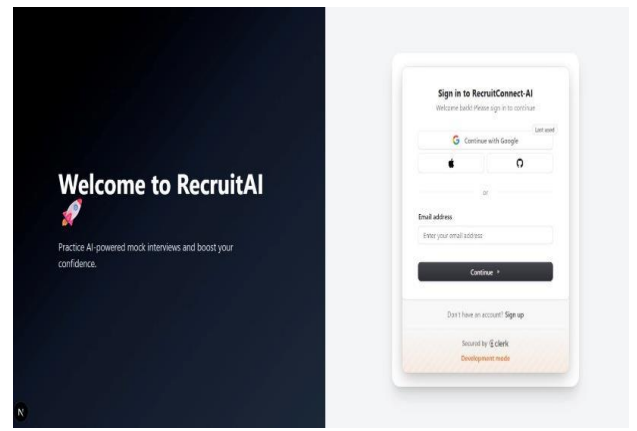 Welcome to RecruitAI
🚀
Practice AI-powered mock interviews and boost your
confidence.
N
Sign in to RecruitConnect-AI
Welcome back! Please sign in to continue
Last used
Continue with Google
or
Email address
Enter your email address
Continue
Don't have an account? Sign up
Secured by clerk
Development mode